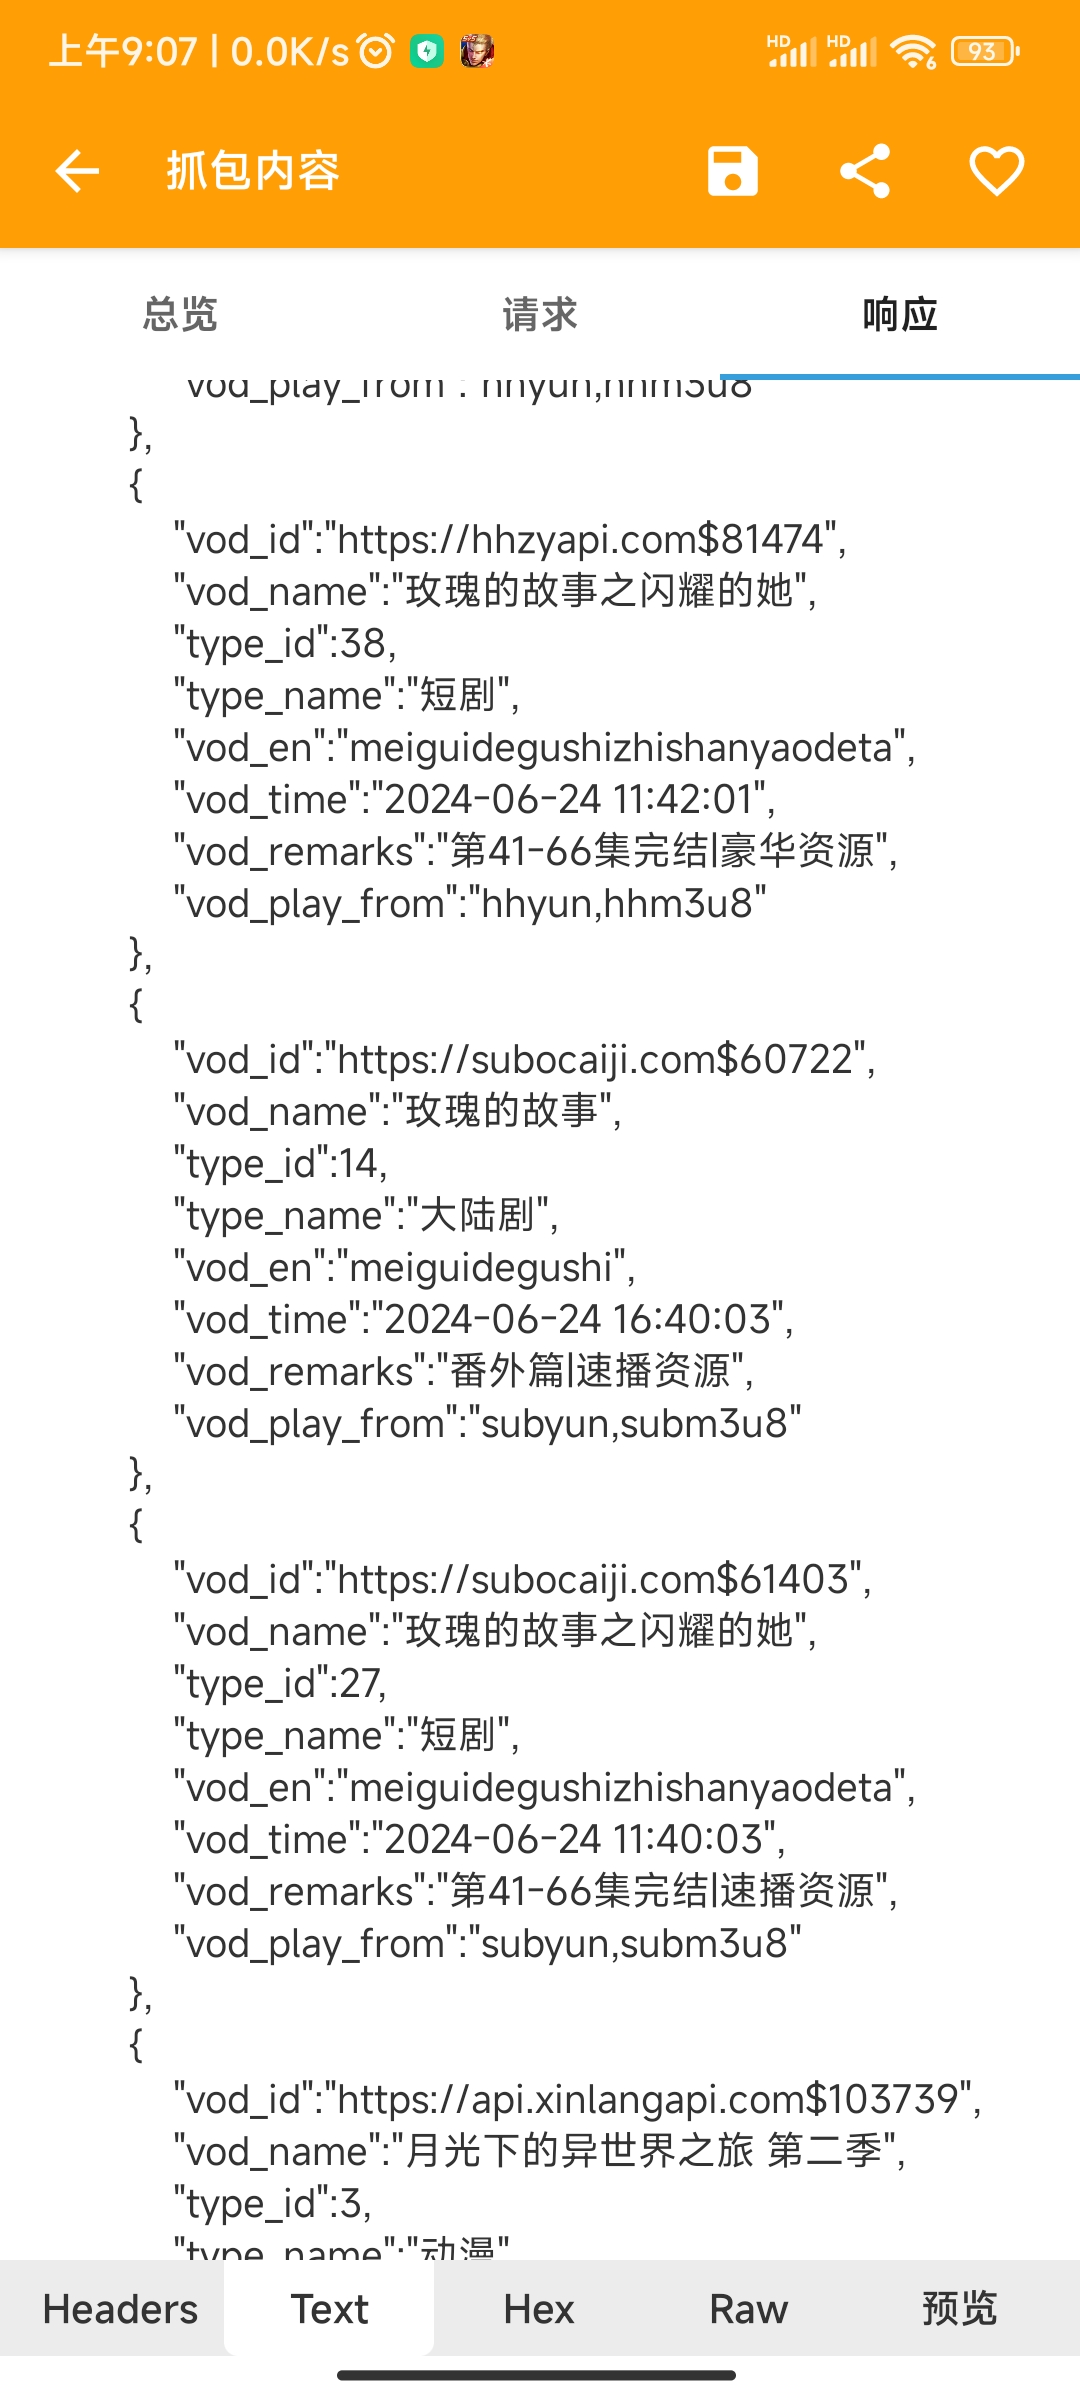 上午9:07 | 0.0K/s
HD HD 6 93
抓包内容
总览 请求 响应
"vod_play_from":"hhyun,hhm3u8"
},
{
"vod_id":"https://hhzyapi.com$81474",
"vod_name":"玫瑰的故事之闪耀的她",
"type_id":38,
"type_name":"短剧",
"vod_en":"meiguidegushizhishanyaodeta",
"vod_time":"2024-06-24 11:42:01",
"vod_remarks":"第41-66集完结|豪华资源",
"vod_play_from":"hhyun,hhm3u8"
},
{
"vod_id":"https://subocaiji.com$60722",
"vod_name":"玫瑰的故事",
"type_id":14,
"type_name":"大陆剧",
"vod_en":"meiguidegushi",
"vod_time":"2024-06-24 16:40:03",
"vod_remarks":"番外篇|速播资源",
"vod_play_from":"subyun,subm3u8"
},
{
"vod_id":"https://subocaiji.com$61403",
"vod_name":"玫瑰的故事之闪耀的她",
"type_id":27,
"type_name":"短剧",
"vod_en":"meiguidegushizhishanyaodeta",
"vod_time":"2024-06-24 11:40:03",
"vod_remarks":"第41-66集完结|速播资源",
"vod_play_from":"subyun,subm3u8"
},
{
"vod_id":"https://api.xinlangapi.com$103739",
"vod_name":"月光下的异世界之旅 第二季",
"type_id":3,
"type_name":"动漫"
Headers Text Hex Raw 预览